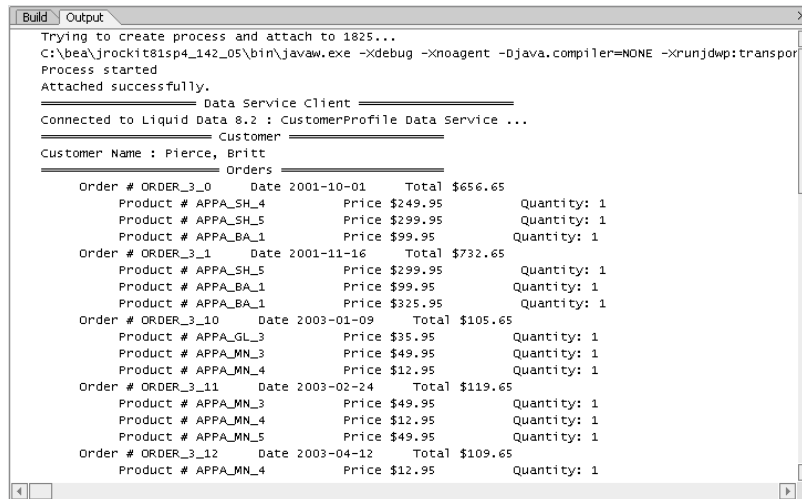 Build Output
Trying to create process and attach to 1825...
C:\bea\jrockit81sp4_142_05\bin\javaw.exe -Xdebug -Xnoagent -Djava.compiler=NONE -Xrunjdwp:transpor
Process started
Attached successfully.
Data Service Client
Connected to Liquid Data 8.2 : CustomerProfile Data Service ...
Customer
Customer Name : Pierce, Britt
Orders
Order # ORDER_3_0 Date 2001-10-01 Total $656.65
Product # APPA_SH_4 Price $249.95 Quantity: 1
Product # APPA_SH_5 Price $299.95 Quantity: 1
Product # APPA_BA_1 Price $99.95 Quantity: 1
Order # ORDER_3_1 Date 2001-11-16 Total $732.65
Product # APPA_SH_5 Price $299.95 Quantity: 1
Product # APPA_BA_1 Price $99.95 Quantity: 1
Product # APPA_BA_1 Price $325.95 Quantity: 1
Order # ORDER_3_10 Date 2003-01-09 Total $105.65
Product # APPA_GL_3 Price $35.95 Quantity: 1
Product # APPA_MN_3 Price $49.95 Quantity: 1
Product # APPA_MN_4 Price $12.95 Quantity: 1
Order # ORDER_3_11 Date 2003-02-24 Total $119.65
Product # APPA_MN_3 Price $49.95 Quantity: 1
Product # APPA_MN_4 Price $12.95 Quantity: 1
Product # APPA_MN_5 Price $49.95 Quantity: 1
Order # ORDER_3_12 Date 2003-04-12 Total $109.65
Product # APPA_MN_4 Price $12.95 Quantity: 1